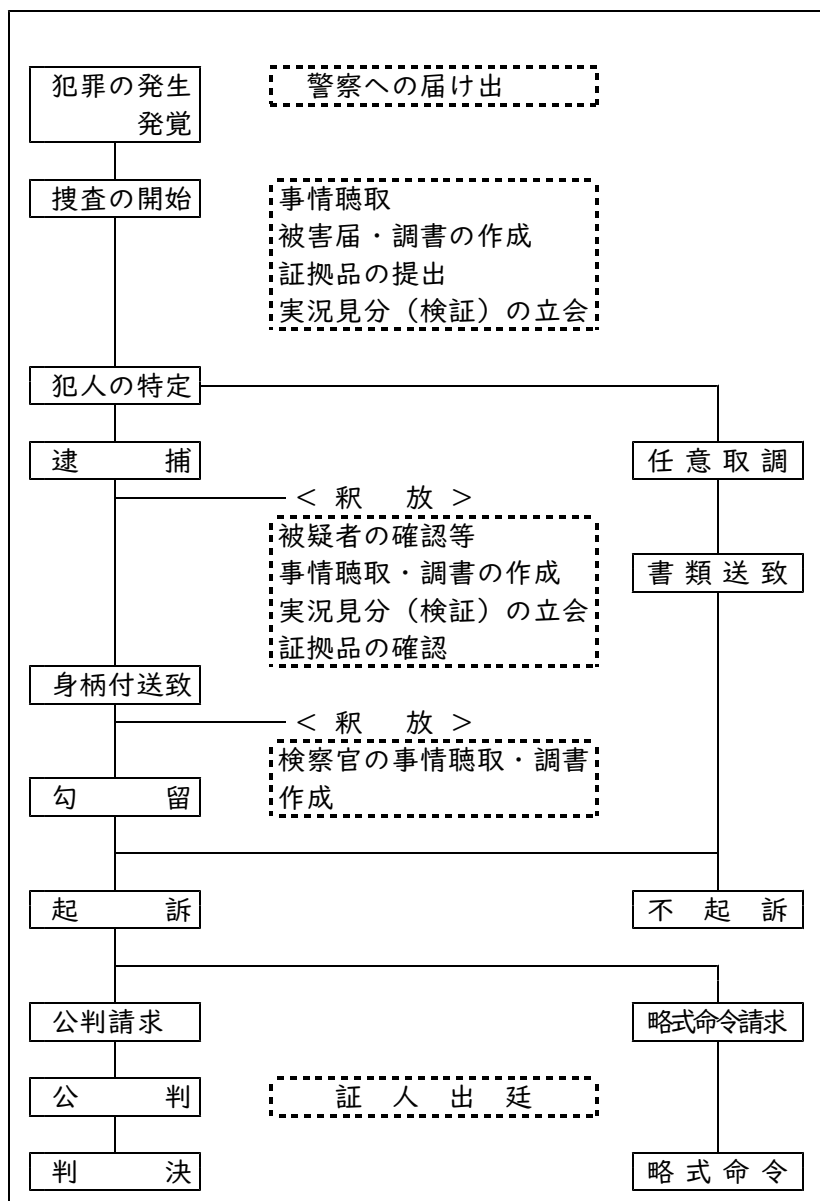 犯罪の発生
発覚
警察への届け出
捜査の開始
事情聴取
被害届・調書の作成
証拠品の提出
実況見分（検証）の立会
犯人の特定
逮捕
任意取調
＜釈放＞
被疑者の確認等
事情聴取・調書の作成
実況見分（検証）の立会
証拠品の確認
書類送致
身柄付送致
＜釈放＞
検察官の事情聴取・調書
作成
勾留
起訴
不起訴
公判請求
略式命令請求
公判
証人出廷
判決
略式命令